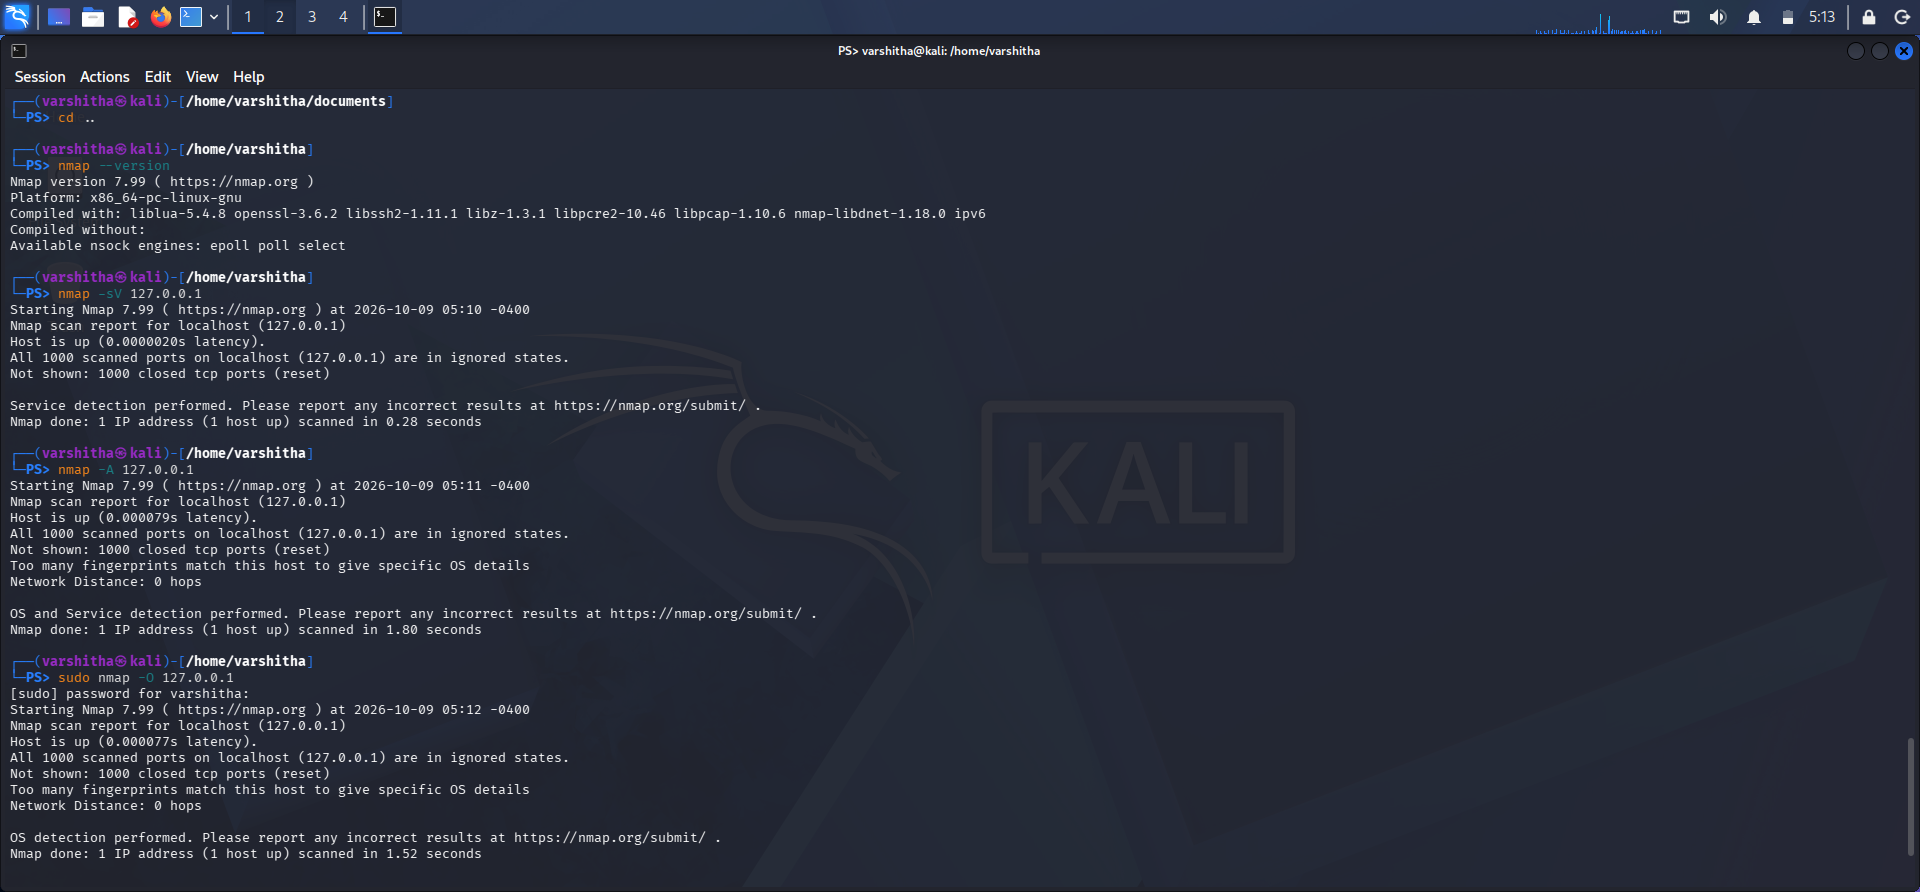 1 2 3 4 5:13
PS> varshitha@kali: /home/varshitha
Session Actions Edit View Help
┌──(varshitha㉿kali)-[/home/varshitha/documents]
└─PS> cd ..
┌──(varshitha㉿kali)-[/home/varshitha]
└─PS> nmap --version
Nmap version 7.99 ( https://nmap.org )
Platform: x86_64-pc-linux-gnu
Compiled with: liblua-5.4.8 openssl-3.6.2 libssh2-1.11.1 libz-1.3.1 libpcre2-10.46 libpcap-1.10.6 nmap-libdnet-1.18.0 ipv6
Compiled without:
Available nsock engines: epoll poll select
┌──(varshitha㉿kali)-[/home/varshitha]
└─PS> nmap -sV 127.0.0.1
Starting Nmap 7.99 ( https://nmap.org ) at 2026-10-09 05:10 -0400
Nmap scan report for localhost (127.0.0.1)
Host is up (0.0000020s latency).
All 1000 scanned ports on localhost (127.0.0.1) are in ignored states.
Not shown: 1000 closed tcp ports (reset)
Service detection performed. Please report any incorrect results at https://nmap.org/submit/ .
Nmap done: 1 IP address (1 host up) scanned in 0.28 seconds
┌──(varshitha㉿kali)-[/home/varshitha]
└─PS> nmap -A 127.0.0.1
Starting Nmap 7.99 ( https://nmap.org ) at 2026-10-09 05:11 -0400
Nmap scan report for localhost (127.0.0.1)
Host is up (0.000079s latency).
All 1000 scanned ports on localhost (127.0.0.1) are in ignored states.
Not shown: 1000 closed tcp ports (reset)
Too many fingerprints match this host to give specific OS details
Network Distance: 0 hops
OS and Service detection performed. Please report any incorrect results at https://nmap.org/submit/ .
Nmap done: 1 IP address (1 host up) scanned in 1.80 seconds
┌──(varshitha㉿kali)-[/home/varshitha]
└─PS> sudo nmap -O 127.0.0.1
[sudo] password for varshitha:
Starting Nmap 7.99 ( https://nmap.org ) at 2026-10-09 05:12 -0400
Nmap scan report for localhost (127.0.0.1)
Host is up (0.000077s latency).
All 1000 scanned ports on localhost (127.0.0.1) are in ignored states.
Not shown: 1000 closed tcp ports (reset)
Too many fingerprints match this host to give specific OS details
Network Distance: 0 hops
OS detection performed. Please report any incorrect results at https://nmap.org/submit/ .
Nmap done: 1 IP address (1 host up) scanned in 1.52 seconds
KALI